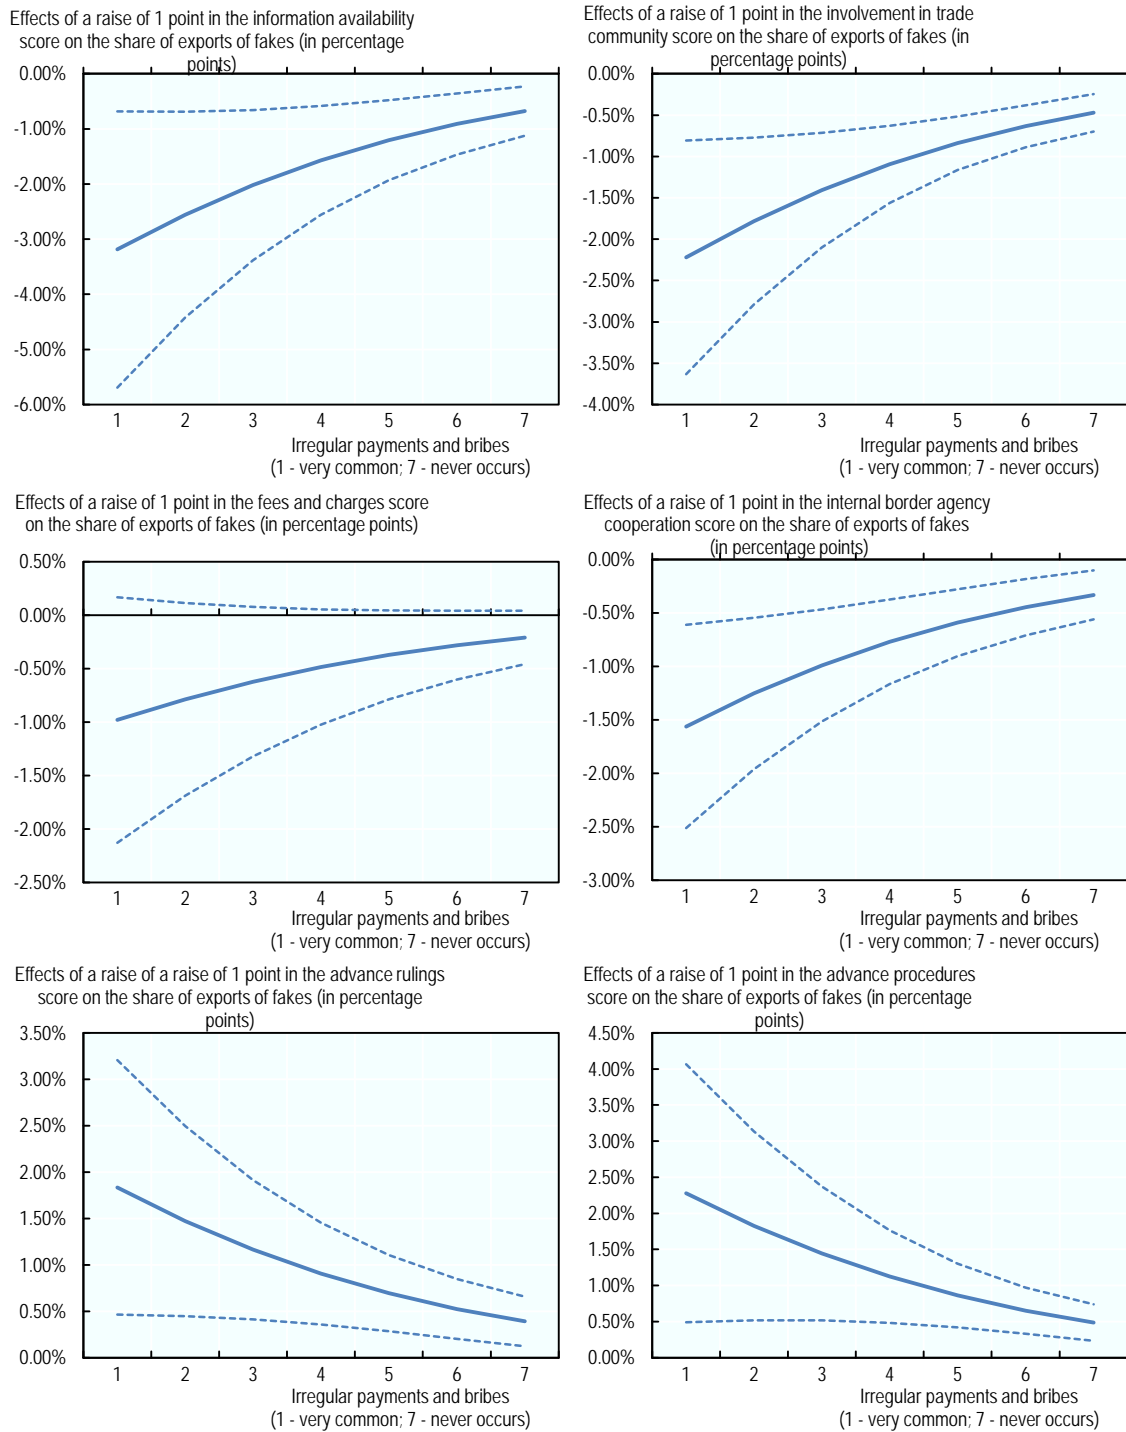 Effects of a raise of 1 point in the information availability
score on the share of exports of fakes (in percentage
points)
0.00%
-1.00%
-2.00%
-3.00%
-4.00%
-5.00%
-6.00%
1 2 3 4 5 6 7
Irregular payments and bribes
(1 - very common; 7 - never occurs)
Effects of a raise of 1 point in the involvement in trade
community score on the share of exports of fakes (in
percentage points)
0.00%
-0.50%
-1.00%
-1.50%
-2.00%
-2.50%
-3.00%
-3.50%
-4.00%
1 2 3 4 5 6 7
Irregular payments and bribes
(1 - very common; 7 - never occurs)
Effects of a raise of 1 point in the fees and charges score
on the share of exports of fakes (in percentage points)
0.50%
0.00%
-0.50%
-1.00%
-1.50%
-2.00%
-2.50%
1 2 3 4 5 6 7
Irregular payments and bribes
(1 - very common; 7 - never occurs)
Effects of a raise of 1 point in the internal border agency
cooperation score on the share of exports of fakes
(in percentage points)
0.00%
-0.50%
-1.00%
-1.50%
-2.00%
-2.50%
-3.00%
1 2 3 4 5 6 7
Irregular payments and bribes
(1 - very common; 7 - never occurs)
Effects of a raise of a raise of 1 point in the advance rulings
score on the share of exports of fakes (in percentage
points)
3.50%
3.00%
2.50%
2.00%
1.50%
1.00%
0.50%
0.00%
1 2 3 4 5 6 7
Irregular payments and bribes
(1 - very common; 7 - never occurs)
Effects of a raise of 1 point in the advance procedures
score on the share of exports of fakes (in percentage
points)
4.50%
4.00%
3.50%
3.00%
2.50%
2.00%
1.50%
1.00%
0.50%
0.00%
1 2 3 4 5 6 7
Irregular payments and bribes
(1 - very common; 7 - never occurs)